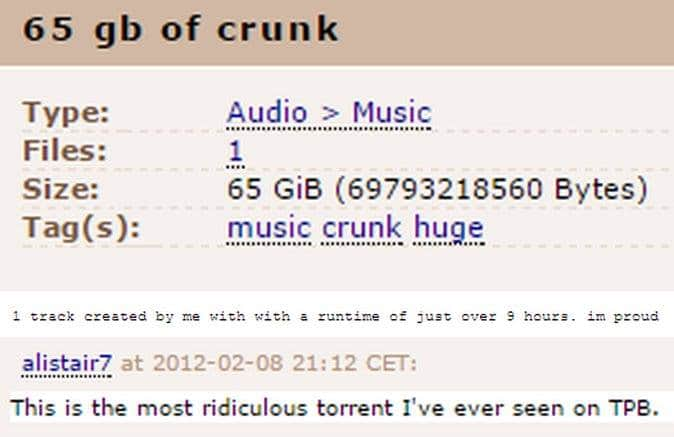 65 gb of crunk
Type: Audio > Music
Files: 1
Size: 65 GiB (69793218560 Bytes)
Tag(s): music crunk huge
1 track created by me with with a runtime of just over 9 hours. im proud
alistair7 at 2012-02-08 21:12 CET:
This is the most ridiculous torrent I've ever seen on TPB.